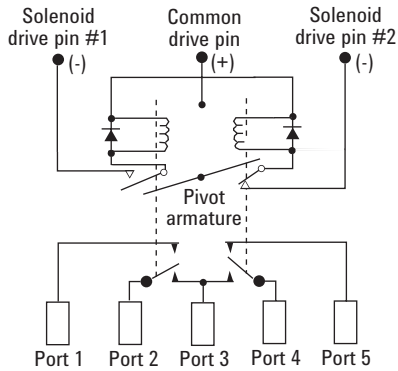 Solenoid
drive pin #1
(-)
Common
drive pin
(+)
Solenoid
drive pin #2
(-)
Pivot
armature
Port 1
Port 2
Port 3
Port 4
Port 5